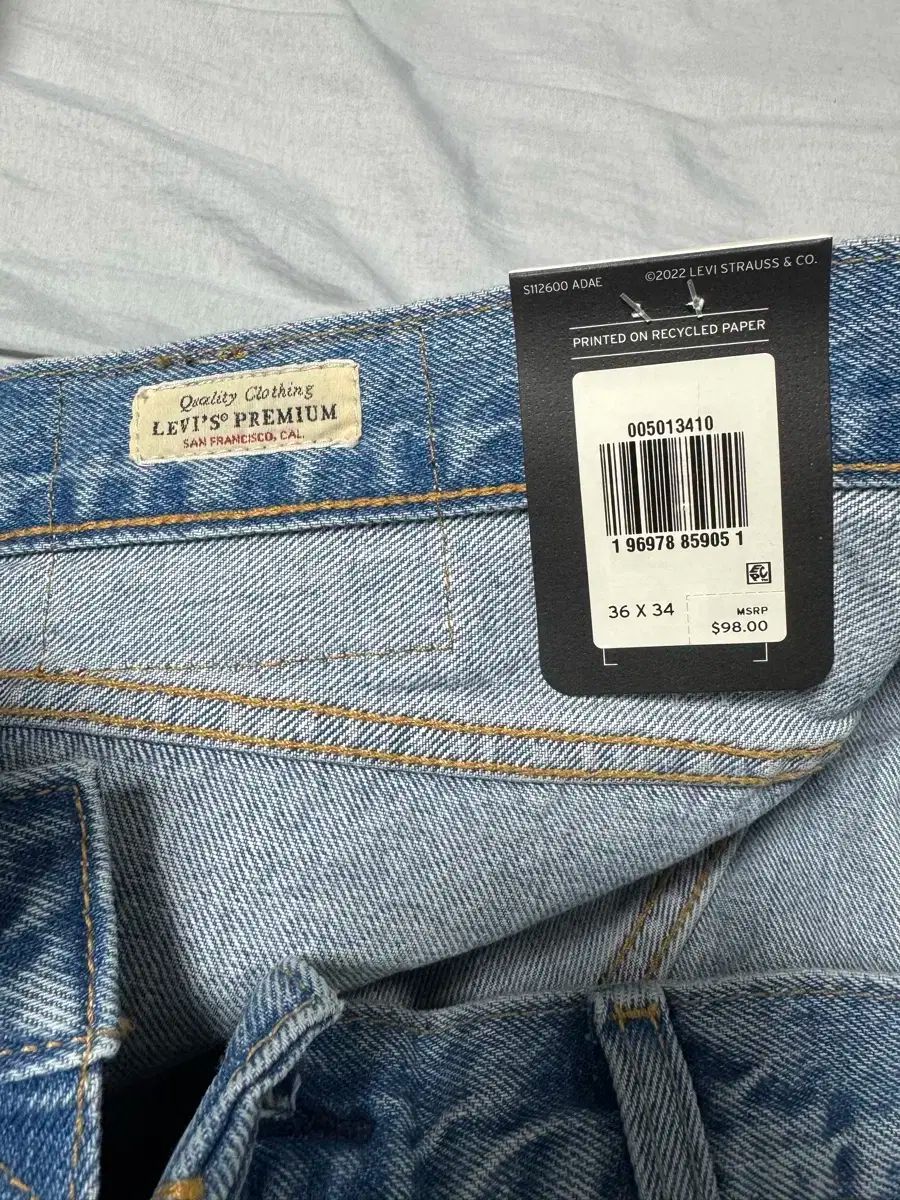 S112600 ADAE
©2022 LEVI STRAUSS & CO.
PRINTED ON RECYCLED PAPER
005013410
1 96978 85905 1
36 X 34
MSRP
$98.00
Quality Clothing
LEVI'S® PREMIUM
SAN FRANCISCO, CAL.